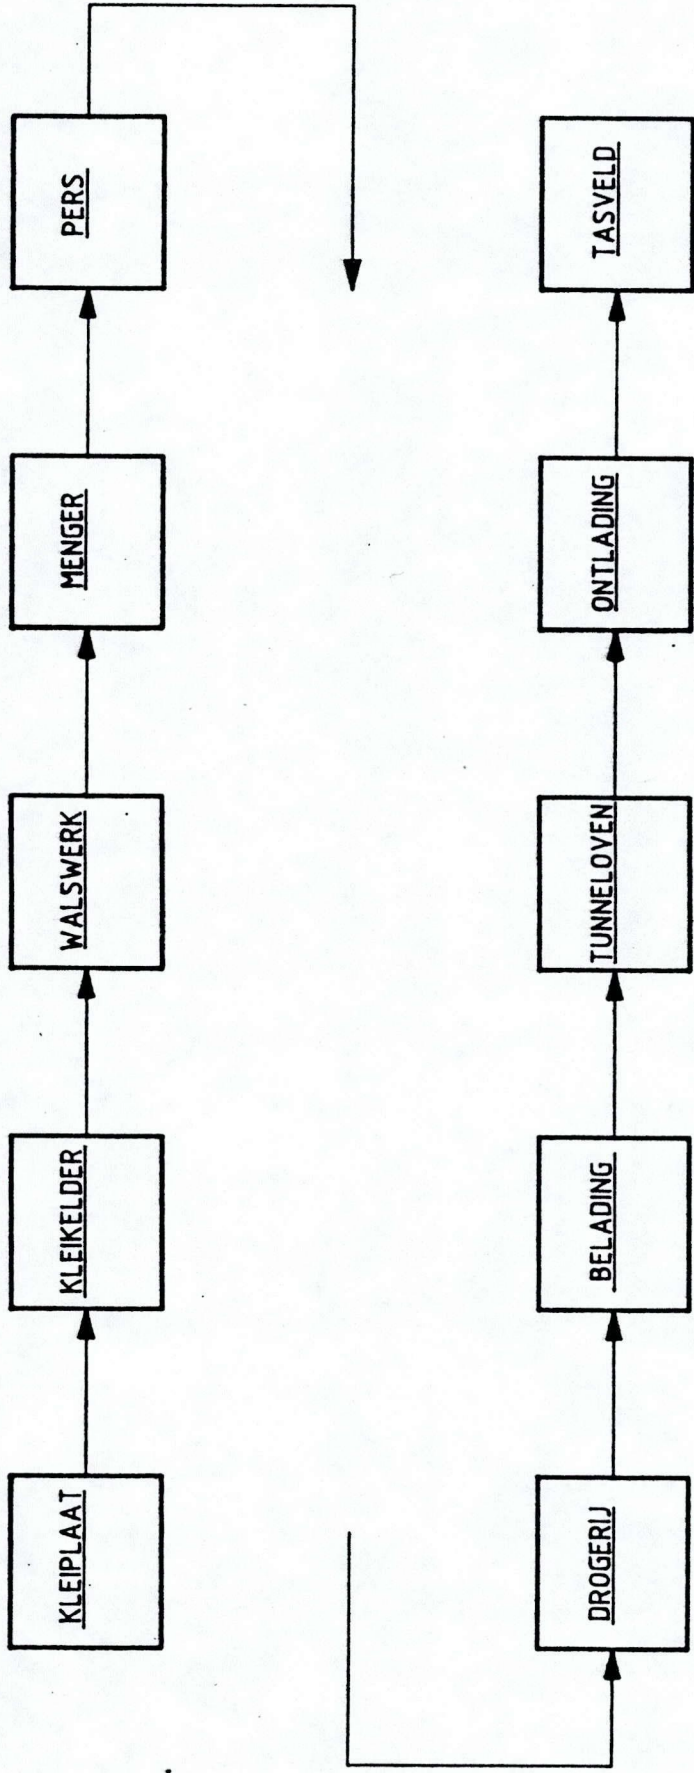 KLEIPLAAT
KLEIKELDER
WALSWERK
MENGER
PERS
DROGERIJ
BELADING
TUNNELOVEN
ONTLADING
TASVELD